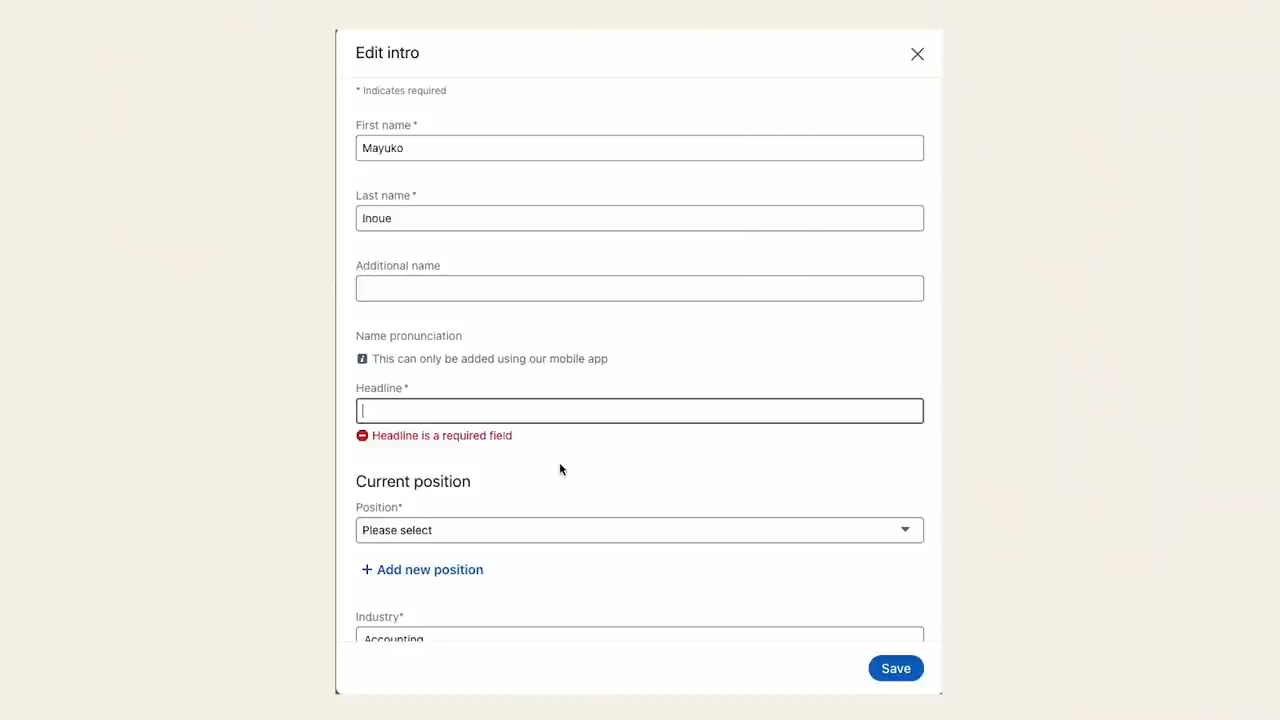 Edit intro
* Indicates required
First name*
Mayuko
Last name*
Inoue
Additional name
Name pronunciation
This can only be added using our mobile app
Headline*
Headline is a required field
Current position
Position*
Please select
+ Add new position
Industry*
Accounting
Save